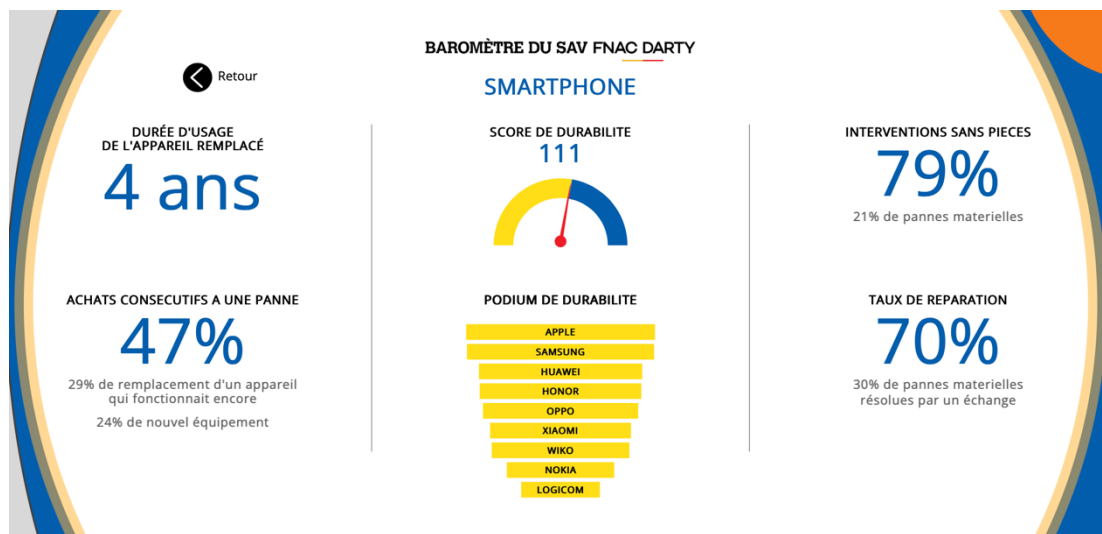 BAROMÈTRE DU SAV FNAC DARTY
Retour
SMARTPHONE
DURÉE D'USAGE
DE L'APPAREIL REMPLACÉ
4 ans
ACHATS CONSECUTIFS A UNE PANNE
47%
29% de remplacement d'un appareil
qui fonctionnait encore
24% de nouvel équipement
SCORE DE DURABILITE
111
PODIUM DE DURABILITE
APPLE
SAMSUNG
HUAWEI
HONOR
OPPO
XIAOMI
WIKO
NOKIA
LOGICOM
INTERVENTIONS SANS PIECES
79%
21% de pannes materielles
TAUX DE REPARATION
70%
30% de pannes materielles
résolues par un échange